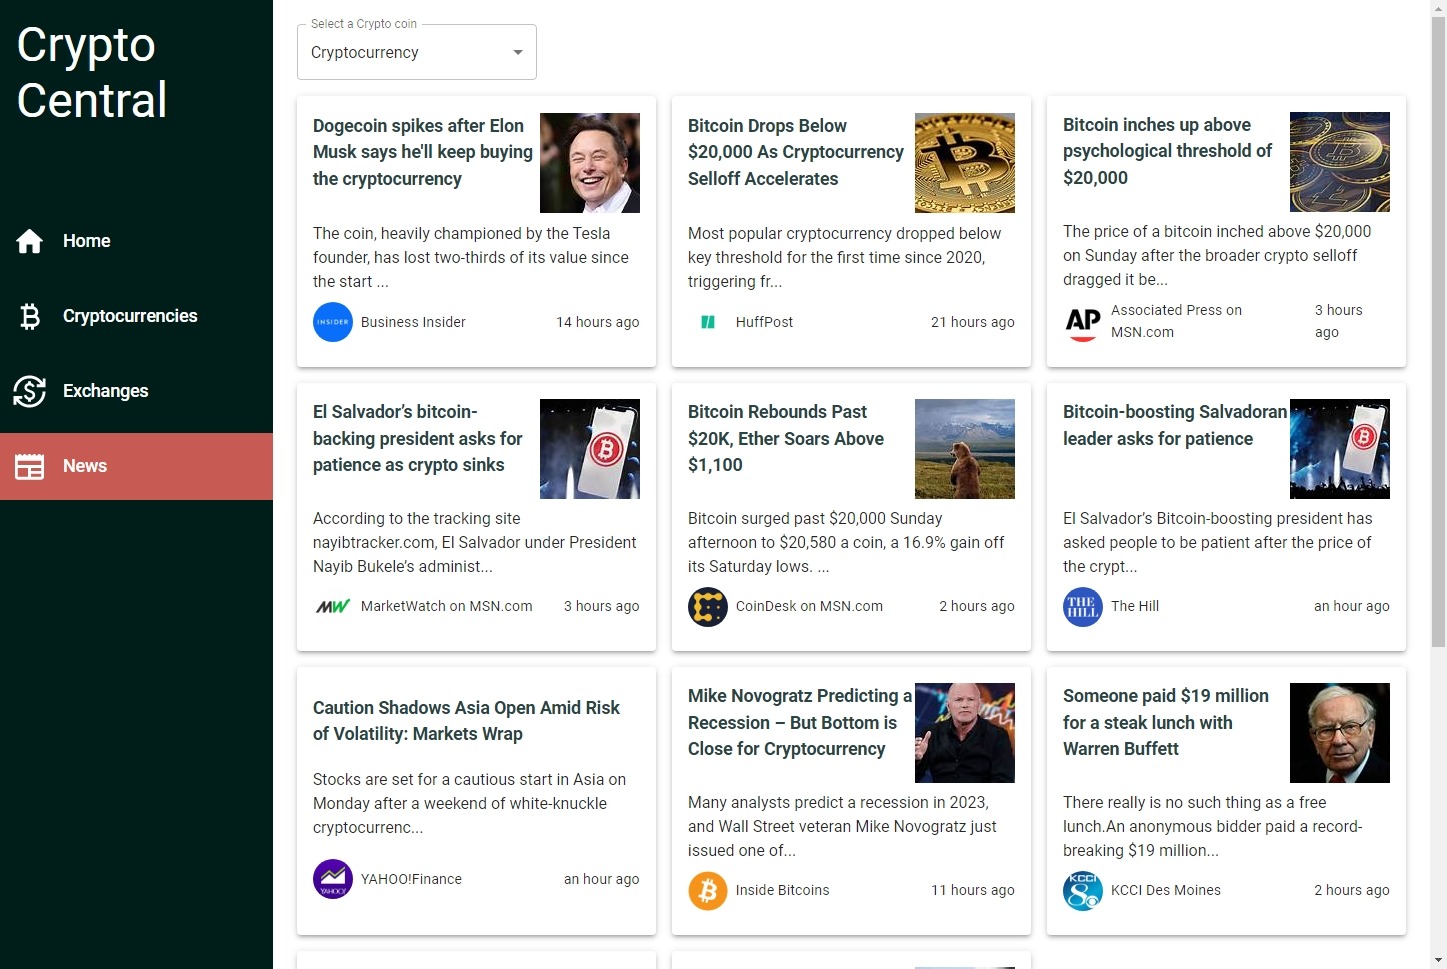 Crypto
Central
Home
Cryptocurrencies
Exchanges
News
Select a Crypto coin
Cryptocurrency
Dogecoin spikes after Elon
Musk says he'll keep buying
the cryptocurrency
The coin, heavily championed by the Tesla
founder, has lost two-thirds of its value since
the start ...
INSIDER
Business Insider
14 hours ago
Bitcoin Drops Below
$20,000 As Cryptocurrency
Selloff Accelerates
Most popular cryptocurrency dropped below
key threshold for the first time since 2020,
triggering fr...
HuffPost
21 hours ago
Bitcoin inches up above
psychological threshold of
$20,000
The price of a bitcoin inched above $20,000
on Sunday after the broader crypto selloff
dragged it be...
AP
Associated Press on
MSN.com
3 hours
ago
El Salvador’s bitcoin-
backing president asks for
patience as crypto sinks
According to the tracking site
nayibtracker.com, El Salvador under President
Nayib Bukele’s administ...
MW
MarketWatch on MSN.com
3 hours ago
Bitcoin Rebounds Past
$20K, Ether Soars Above
$1,100
Bitcoin surged past $20,000 Sunday
afternoon to $20,580 a coin, a 16.9% gain off
its Saturday lows. ...
CoinDesk on MSN.com
2 hours ago
Bitcoin-boosting Salvadoran
leader asks for patience
El Salvador’s Bitcoin-boosting president has
asked people to be patient after the price of
the crypt...
THE
HILL
The Hill
an hour ago
Caution Shadows Asia Open Amid Risk
of Volatility: Markets Wrap
Stocks are set for a cautious start in Asia on
Monday after a weekend of white-knuckle
cryptocurrenc...
YAHOO!
YAHOO!Finance
an hour ago
Mike Novogratz Predicting a
Recession – But Bottom is
Close for Cryptocurrency
Many analysts predict a recession in 2023,
and Wall Street veteran Mike Novogratz just
issued one of...
Inside Bitcoins
11 hours ago
Someone paid $19 million
for a steak lunch with
Warren Buffett
There really is no such thing as a free
lunch.An anonymous bidder paid a record-
breaking $19 million...
KCCI
8
KCCI Des Moines
2 hours ago